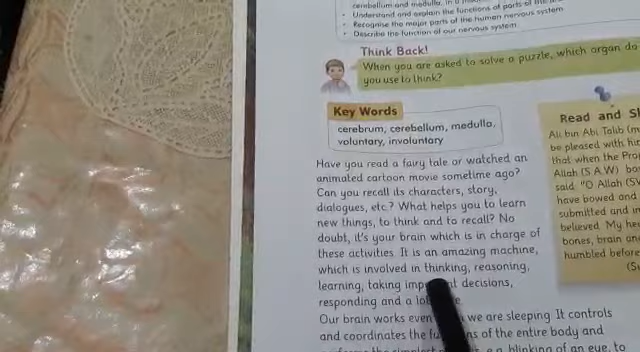 cerebellum and medulla, in a
Understand and explain the functions of parts of the
Recognise the major parts of the human nervous system
Describe the function of our nervous system.
Think Back!
When you are asked to solve a puzzle, which organ do
you use to think?
Key Words
cerebrum, cerebellum, medulla,
voluntary, involuntary
Have you read a fairy tale or watched an
animated cartoon movie sometime ago?
Can you recall its characters, story,
dialogues, etc.? What helps you to learn
new things, to think and to recall? No
doubt, it's your brain which is in charge of
these activities. It is an amazing machine,
which is involved in thinking, reasoning,
learning, taking decisions,
responding and a
Our brain works even we are sleeping. It controls
and coordinates the of the entire body and
the simplest e.g. blinking of an eye, to
Read and
Ali bin Abi Talib
be pleased with
that when the
Allah (S.A.W)
said "O Allah
have bowed and
submitted and
believed. My
bones, brain
humbled before